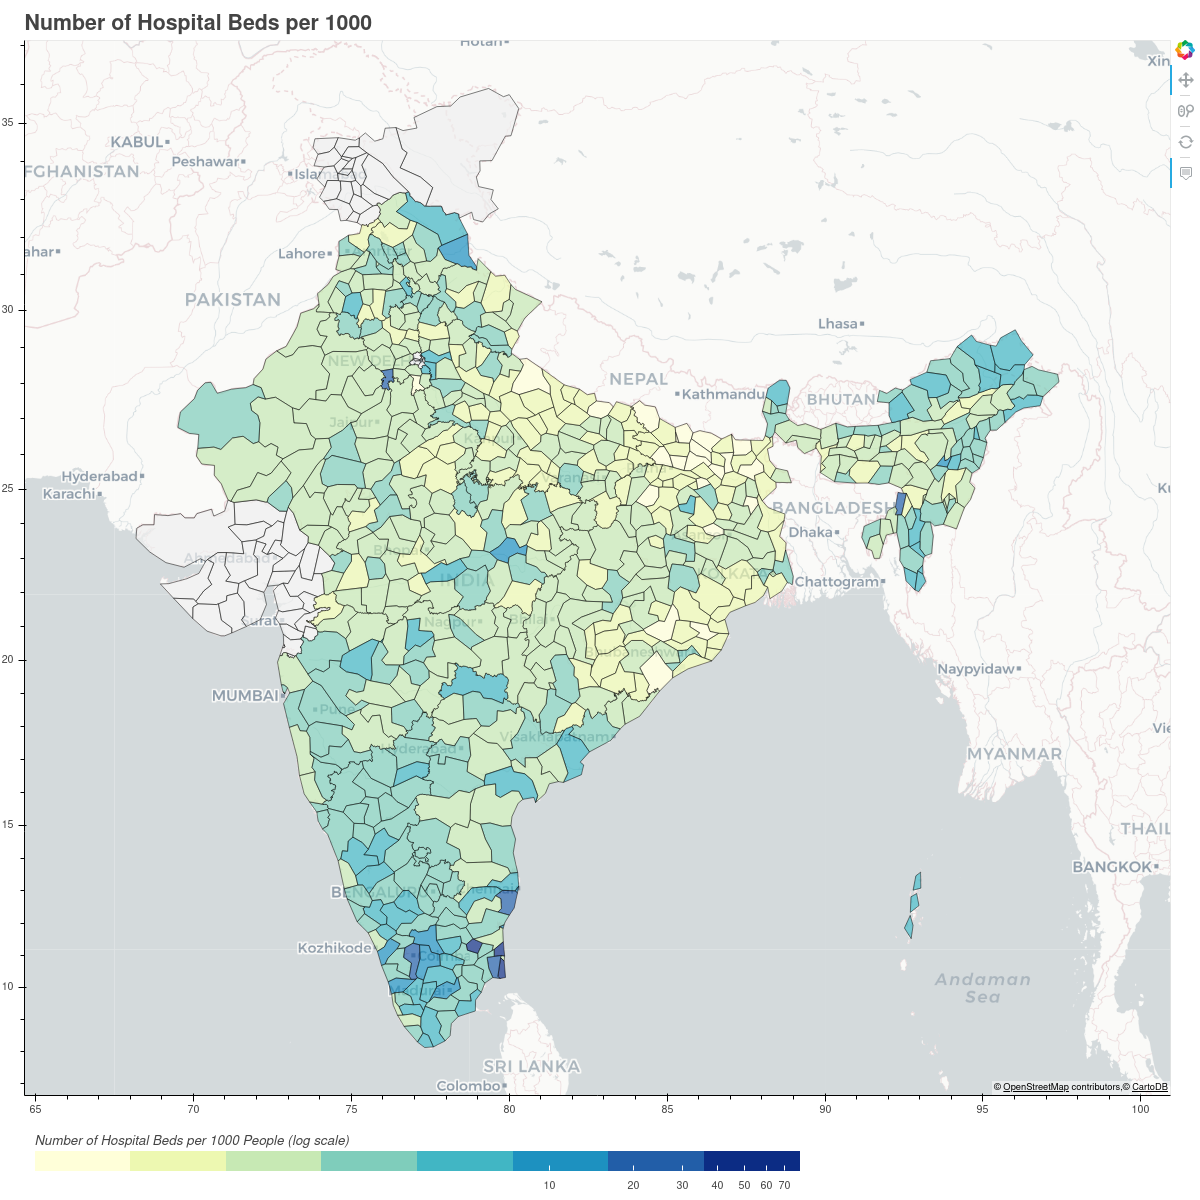 Number of Hospital Beds per 1000
Hotan
Xin
35
KABUL
Peshawar
FGHANISTAN
Islamabad
ahar
Lahore
Amritsar
PAKISTAN
30
Lhasa
NEW DELHI
NEPAL
Kathmandu
BHUTAN
Jaipur
Kanpur
Patna
Hyderabad
Varanasi
Karachi
25
Ku
BANGLADESH
Dhaka
Ahmedabad
Bhopal
INDIA
KOLKATA
Chattogram
Surat
Nagpur
Bhilai
Bhubaneswar
20
Naypyidaw
MUMBAI
Pune
Visakhapatnam
Vie
Hyderabad
MYANMAR
15
THAIL
BANGKOK
BENGALURU
Chennai
Kozhikode
10
Madurai
Andaman
Sea
SRI LANKA
Colombo
© OpenStreetMap contributors,© CartoDB
65 70 75 80 85 90 95 100
Number of Hospital Beds per 1000 People (log scale)
10 20 30 40 50 60 70